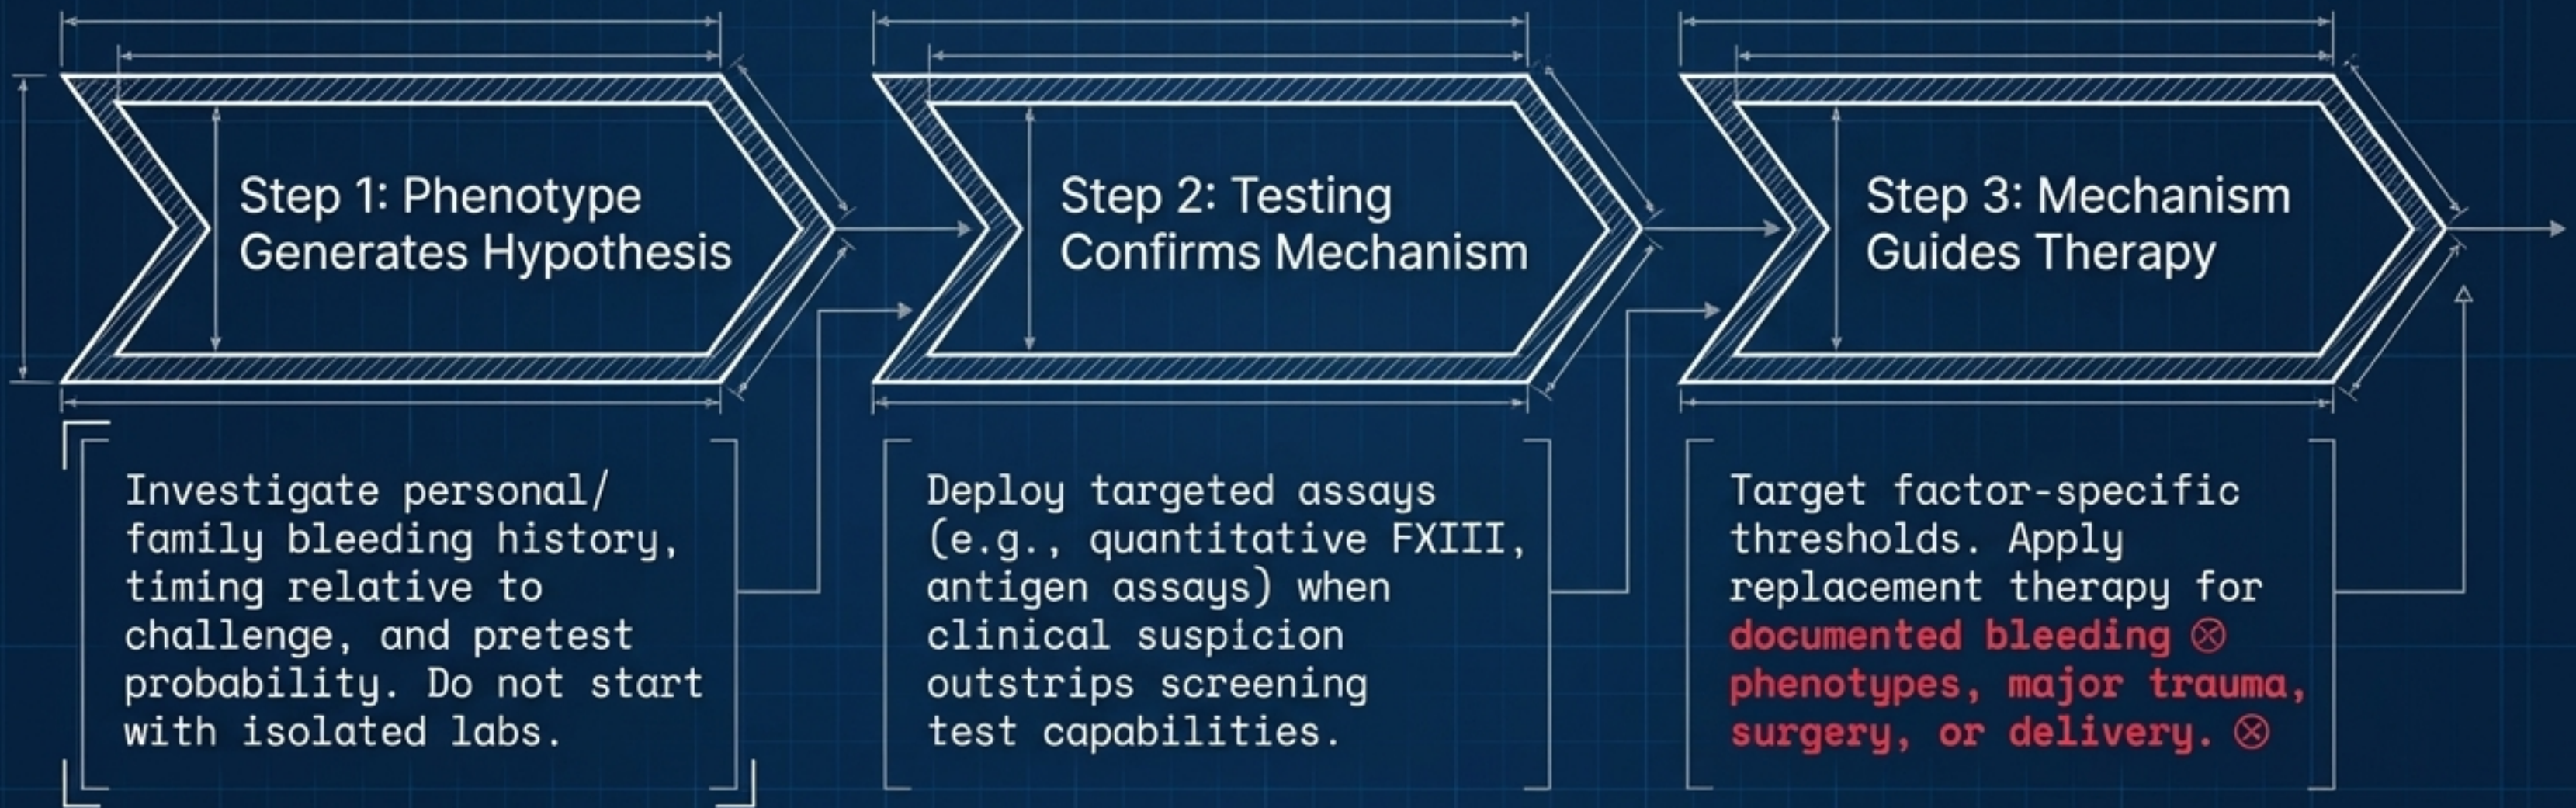 Step 1: Phenotype
Generates Hypothesis
Investigate personal/
family bleeding history,
timing relative to
challenge, and pretest
probability. Do not start
with isolated labs.
Step 2: Testing
Confirms Mechanism
Deploy targeted assays
(e.g., quantitative FXIII,
antigen assays) when
clinical suspicion
outstrips screening
test capabilities.
Step 3: Mechanism
Guides Therapy
Target factor-specific
thresholds. Apply
replacement therapy for
documented bleeding
phenotypes, major trauma,
surgery, or delivery.